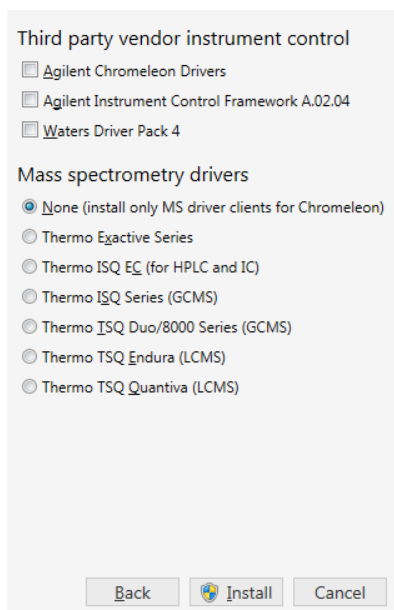 Third party vendor instrument control
Agilent Chromeleon Drivers
Agilent Instrument Control Framework A.02.04
Waters Driver Pack 4
Mass spectrometry drivers
None (install only MS driver clients for Chromeleon)
Thermo Exactive Series
Thermo ISQ EC (for HPLC and IC)
Thermo ISQ Series (GCMS)
Thermo TSQ Duo/8000 Series (GCMS)
Thermo TSQ Endura (LCMS)
Thermo TSQ Quantiva (LCMS)
Back Install Cancel